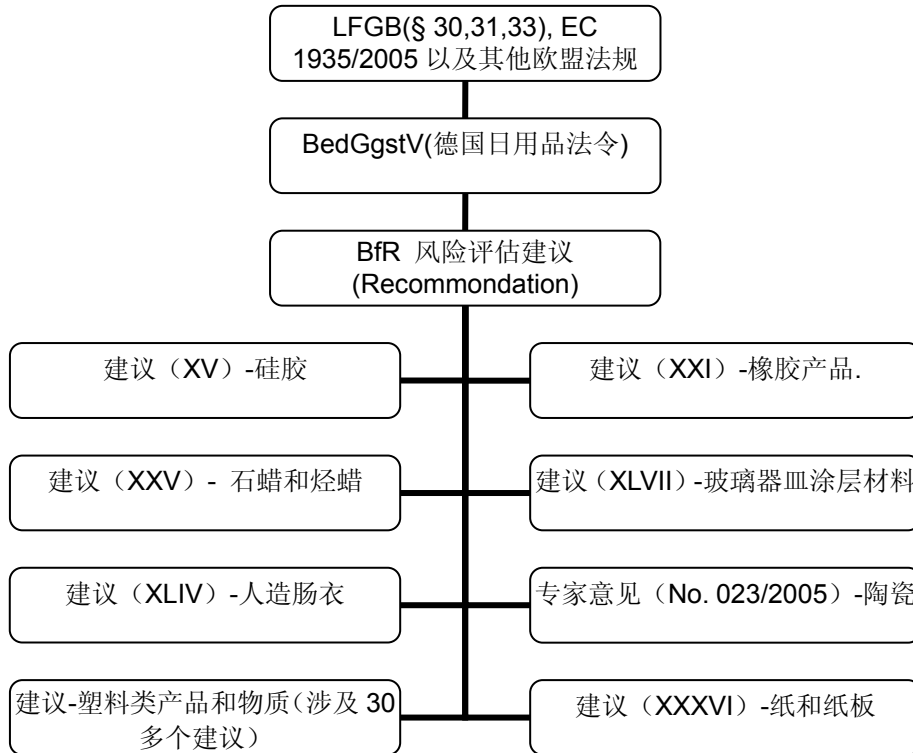 LFGB(§ 30,31,33), EC
1935/2005 以及其他欧盟法规
BedGgstV(德国日用品法令)
BfR 风险评估建议
(Recommondation)
建议（XV）-硅胶
建议（XXI）-橡胶产品.
建议（XXV）- 石蜡和烃蜡
建议（XLVII）-玻璃器皿涂层材料
建议（XLIV）-人造肠衣
专家意见（No. 023/2005）-陶瓷
建议-塑料类产品和物质（涉及 30
多个建议）
建议（XXXVI）-纸和纸板